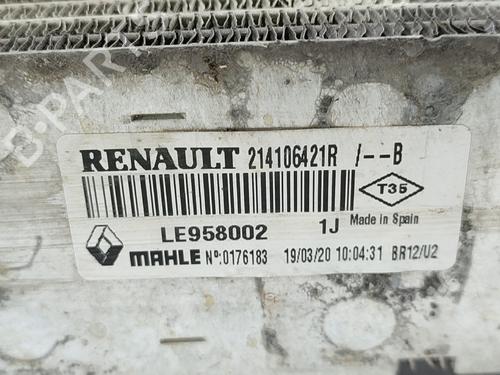 RENAULT 214106421R /--B
T35
LE958002 1J Made in Spain
MAHLE Nº:0176183 19/03/20 10:04:31 BR12/U2
D-PARTS